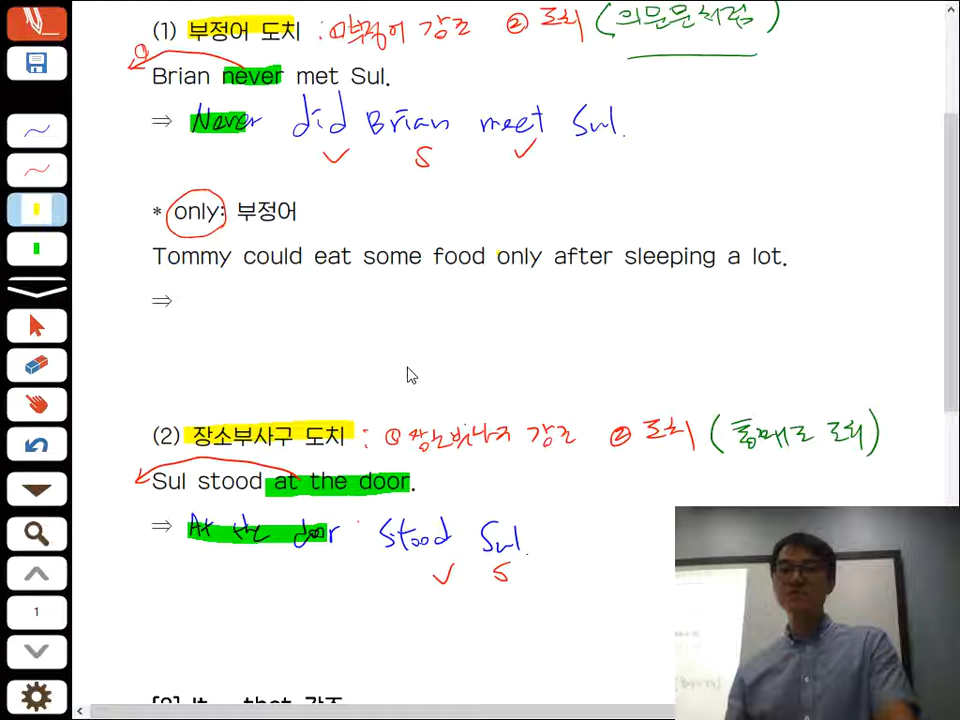 (1) 부정어 도치 : ①부정어 강조 ② 도치 (의문문처럼)
①
Brian never met Sul.
⇒ Never did Brian meet Sul.
V S V
* only: 부정어
Tommy could eat some food only after sleeping a lot.
⇒
(2) 장소부사구 도치 : ① 장소부사구 강조 ② 도치 (통째로 도치)
Sul stood at the door.
⇒ At the door stood Sul.
V S
1